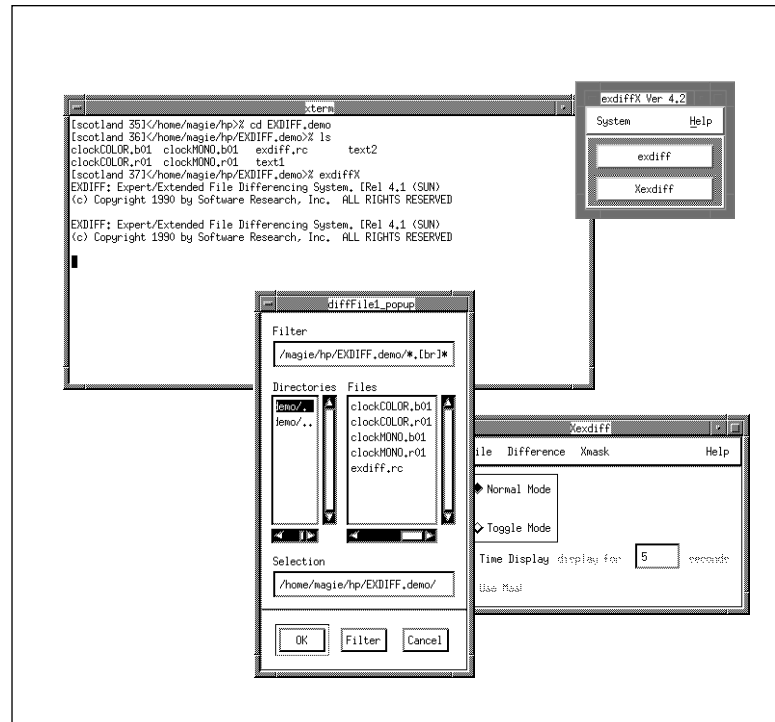 xterm
[scotland 35]</home/magie/hp>% cd EXDIFF.demo
[scotland 36]</home/magie/hp/EXDIFF.demo>% ls
clockCOLOR.b01 clockMONO.b01 exdiff.rc text2
clockCOLOR.r01 clockMONO.r01 text1
[scotland 37]</home/magie/hp/EXDIFF.demo>% exdiffX
EXDIFF: Expert/Extended File Differencing System. [Rel 4.1 (SUN)
(c) Copyright 1990 by Software Research, Inc. ALL RIGHTS RESERVED
EXDIFF: Expert/Extended File Differencing System. [Rel 4.1 (SUN)
(c) Copyright 1990 by Software Research, Inc. ALL RIGHTS RESERVED
exdiffX Ver 4.2
System Help
exdiff
Xexdiff
diffFile1_popup
Filter
/magie/hp/EXDIFF.demo/*.[br]*
Directories Files
demo/. clockCOLOR.b01
demo/.. clockCOLOR.r01
clockMONO.b01
clockMONO.r01
exdiff.rc
Selection
/home/magie/hp/EXDIFF.demo/
OK Filter Cancel
Xexdiff
ile Difference Xmask Help
Normal Mode
Toggle Mode
Time Display display for 5 seconds
Use Mask